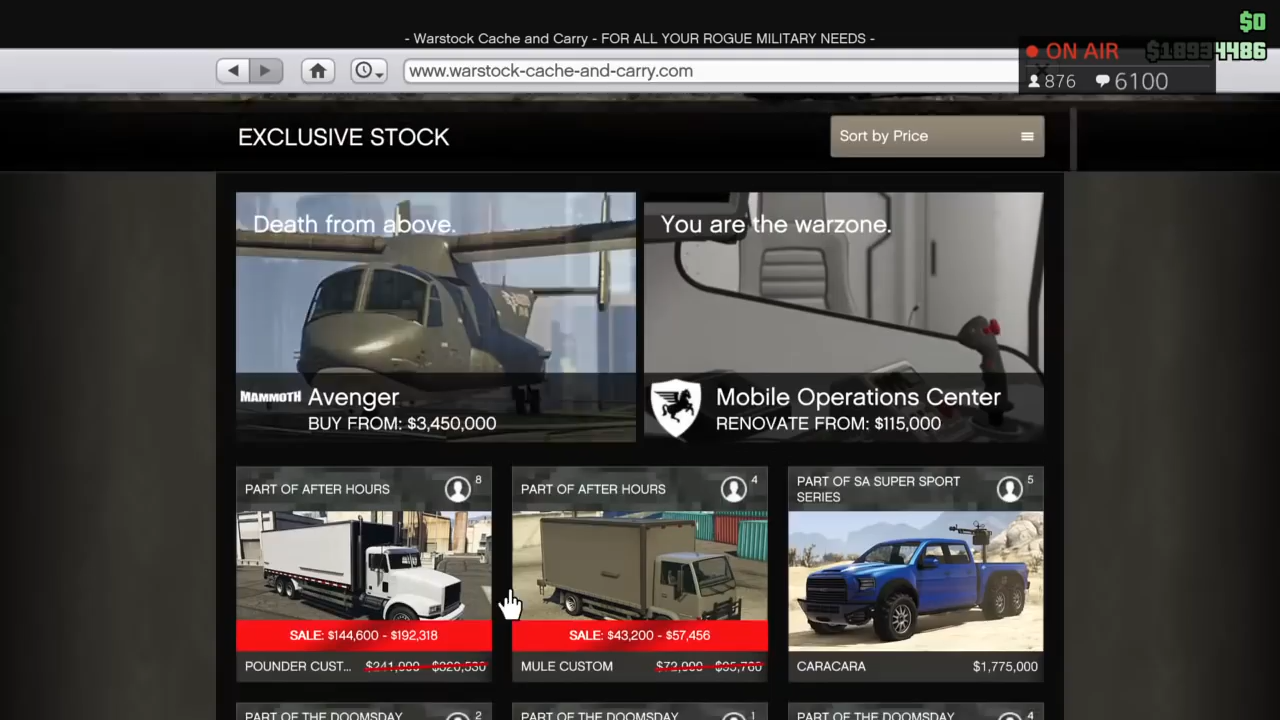 - Warstock Cache and Carry - FOR ALL YOUR ROGUE MILITARY NEEDS -
$0
ON AIR
4486
876
6100
www.warstock-cache-and-carry.com
EXCLUSIVE STOCK
Sort by Price
Death from above.
MAMMOTH
Avenger
BUY FROM: $3,450,000
You are the warzone.
Mobile Operations Center
RENOVATE FROM: $115,000
PART OF AFTER HOURS
8
SALE: $144,600 - $192,318
POUNDER CUST...
PART OF AFTER HOURS
4
SALE: $43,200 - $57,456
MULE CUSTOM
PART OF SA SUPER SPORT
SERIES
5
CARACARA
$1,775,000
PART OF THE DOOMSDAY
2
PART OF THE DOOMSDAY
1
PART OF THE DOOMSDAY
4